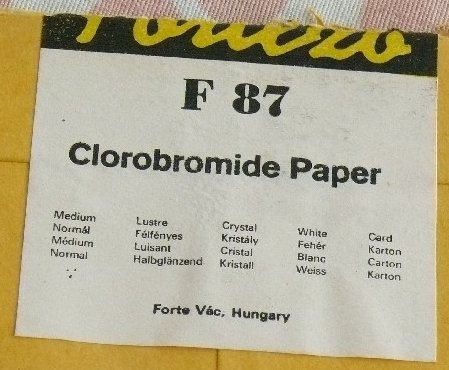 F 87
Clorobromide Paper
Medium Lustre Crystal White Card
Normál Félfényes Kristály Fehér Karton
Médium Luisant Cristal Blanc Carton
Normal Halbglänzend Kristall Weiss Karton
Forte Vác, Hungary